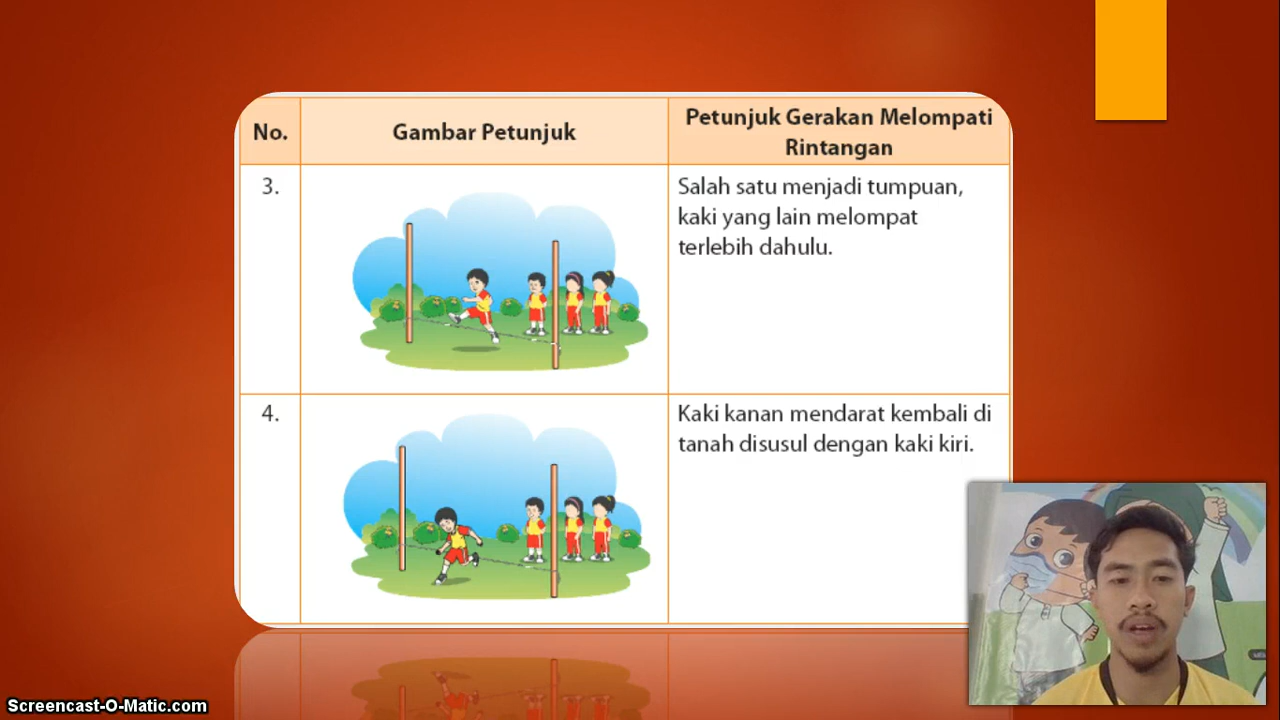 No.
Gambar Petunjuk
Petunjuk Gerakan Melompati
Rintangan
3.
Salah satu menjadi tumpuan,
kaki yang lain melompat
terlebih dahulu.
4.
Kaki kanan mendarat kembali di
tanah disusul dengan kaki kiri.
Screencast-O-Matic.com